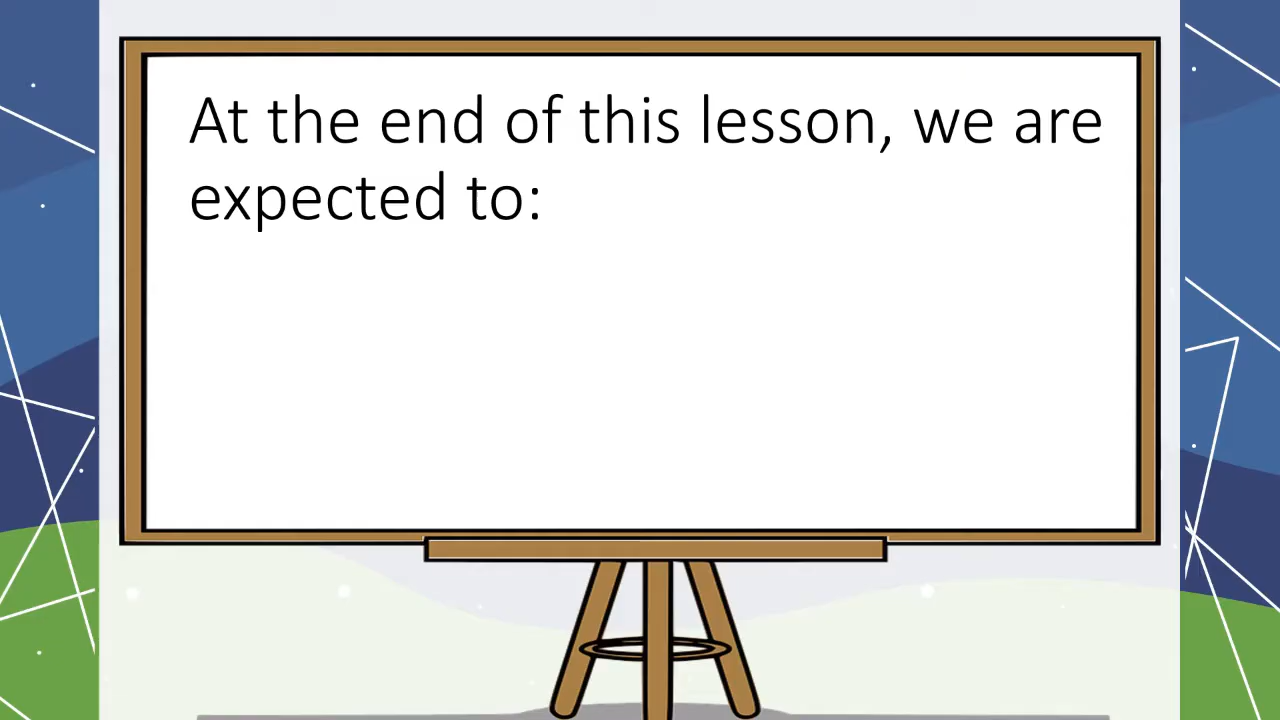 At the end of this lesson, we are
expected to: